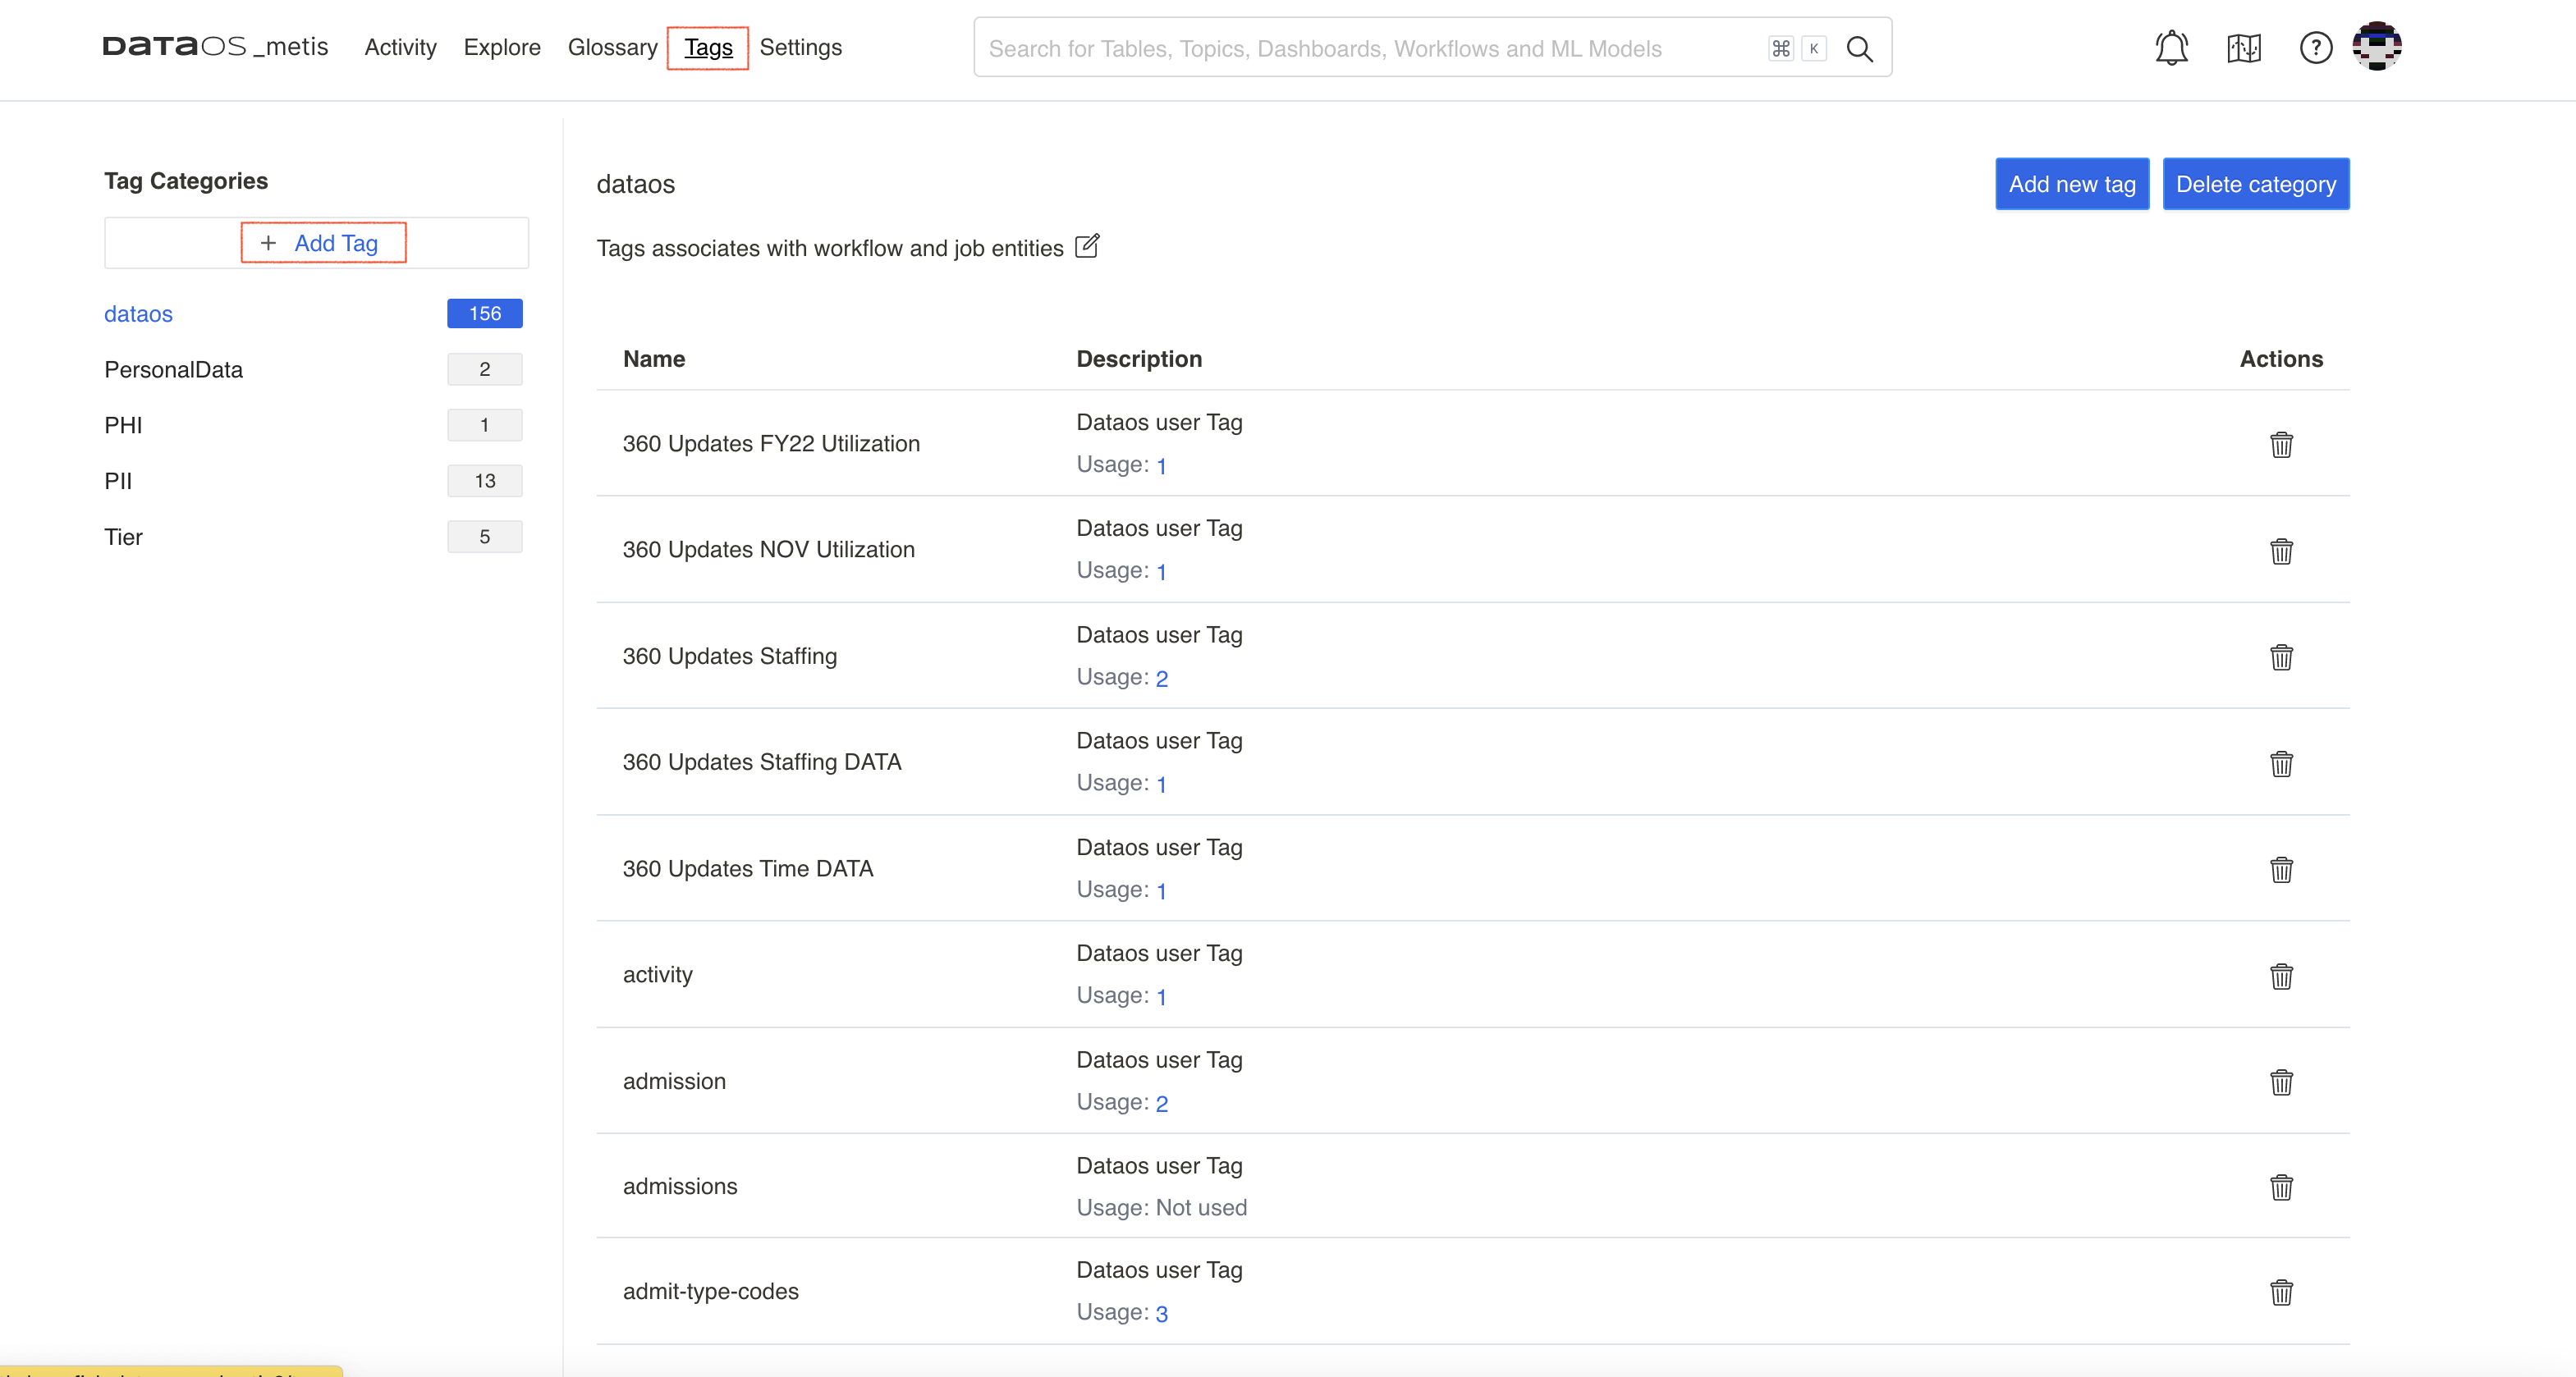 DATAOS _metis Activity Explore Glossary Tags Settings Search for Tables, Topics, Dashboards, Workflows and ML Models ⌘ K ?
Tag Categories
+ Add Tag
dataos 156
PersonalData 2
PHI 1
PII 13
Tier 5
dataos Add new tag Delete category
Tags associates with workflow and job entities
Name Description Actions
360 Updates FY22 Utilization
Dataos user Tag
Usage: 1
360 Updates NOV Utilization
Dataos user Tag
Usage: 1
360 Updates Staffing
Dataos user Tag
Usage: 2
360 Updates Staffing DATA
Dataos user Tag
Usage: 1
360 Updates Time DATA
Dataos user Tag
Usage: 1
activity
Dataos user Tag
Usage: 1
admission
Dataos user Tag
Usage: 2
admissions
Dataos user Tag
Usage: Not used
admit-type-codes
Dataos user Tag
Usage: 3